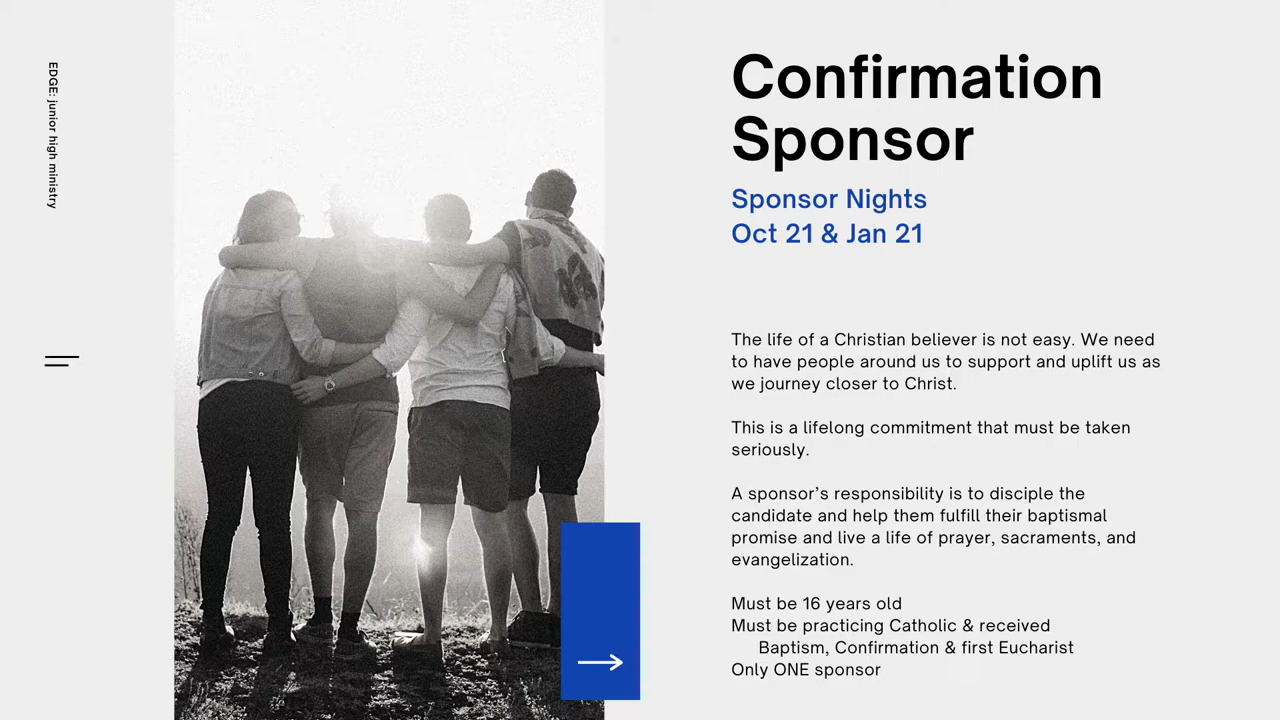 EDGE: junior high ministry
Confirmation
Sponsor
Sponsor Nights
Oct 21 & Jan 21
The life of a Christian believer is not easy. We need
to have people around us to support and uplift us as
we journey closer to Christ.
This is a lifelong commitment that must be taken
seriously.
A sponsor’s responsibility is to disciple the
candidate and help them fulfill their baptismal
promise and live a life of prayer, sacraments, and
evangelization.
Must be 16 years old
Must be practicing Catholic & received
Baptism, Confirmation & first Eucharist
Only ONE sponsor